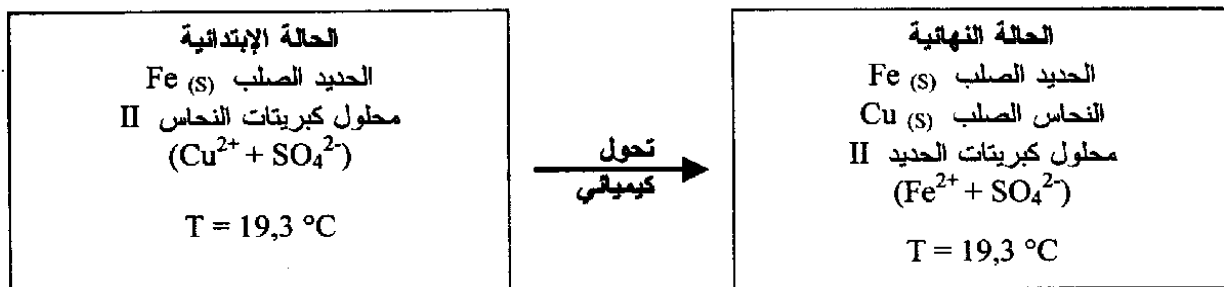 الحالة الإبتدائية
الحديد الصلب Fe (S)
محلول كبريتات النحاس II
(Cu²⁺ + SO₄²⁻)
T = 19,3 °C
تحول
كيميائي
الحالة النهائية
الحديد الصلب Fe (S)
النحاس الصلب Cu (S)
محلول كبريتات الحديد II
(Fe²⁺ + SO₄²⁻)
T = 19,3 °C